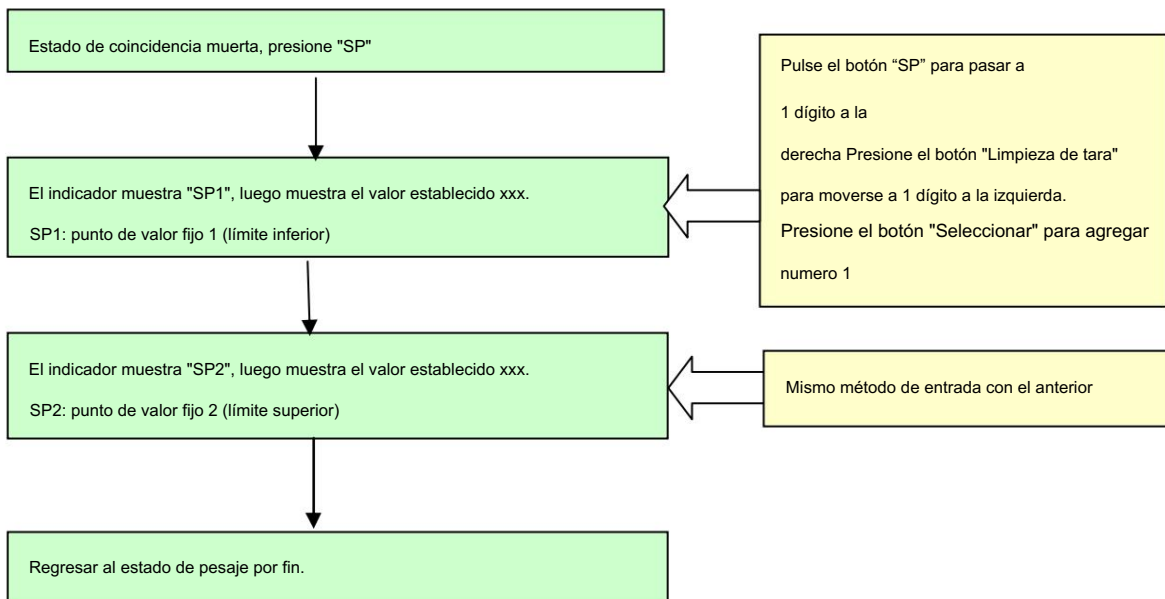 Estado de coincidencia muerta, presione "SP"
Pulse el botón “SP” para pasar a
1 dígito a la
derecha Presione el botón "Limpieza de tara"
para moverse a 1 dígito a la izquierda.
Presione el botón "Seleccionar" para agregar
numero 1
El indicador muestra "SP1", luego muestra el valor establecido xxx.
SP1: punto de valor fijo 1 (límite inferior)
El indicador muestra "SP2", luego muestra el valor establecido xxx.
SP2: punto de valor fijo 2 (límite superior)
Mismo método de entrada con el anterior
Regresar al estado de pesaje por fin.